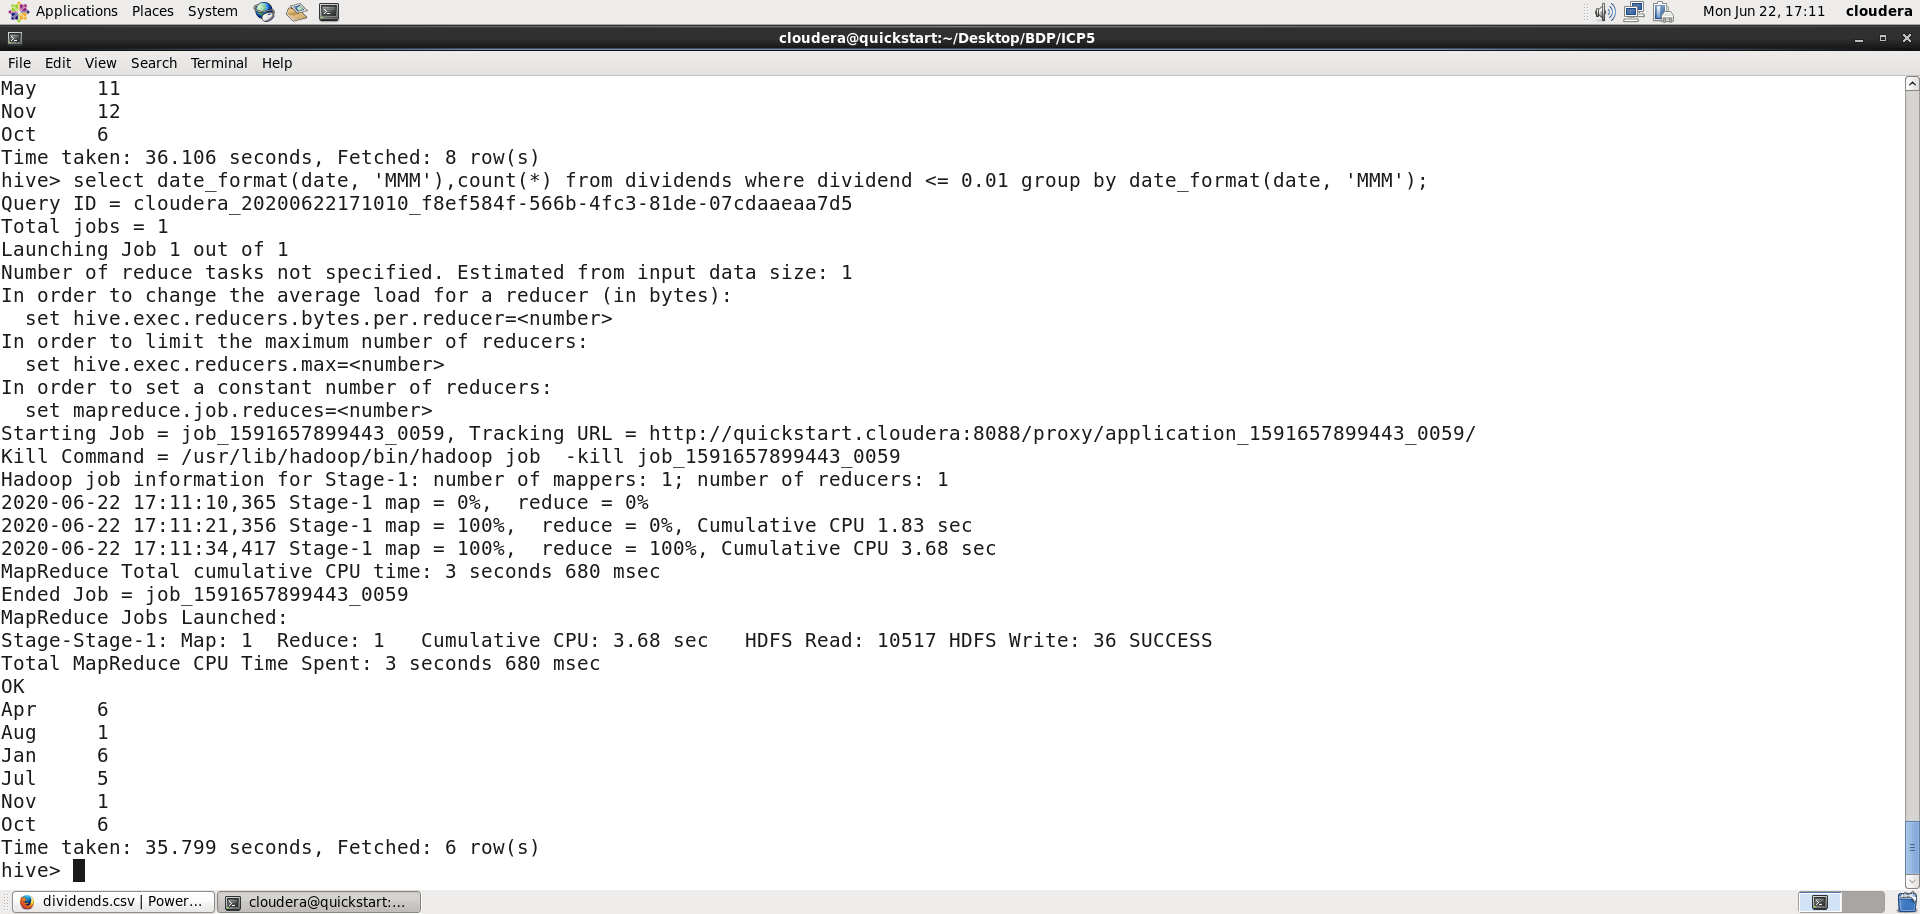 Applications Places System Mon Jun 22, 17:11 cloudera
cloudera@quickstart:~/Desktop/BDP/ICP5
File Edit View Search Terminal Help
May 11
Nov 12
Oct 6
Time taken: 36.106 seconds, Fetched: 8 row(s)
hive> select date_format(date, 'MMM'),count(*) from dividends where dividend <= 0.01 group by date_format(date, 'MMM');
Query ID = cloudera_20200622171010_f8ef584f-566b-4fc3-81de-07cdaaeaa7d5
Total jobs = 1
Launching Job 1 out of 1
Number of reduce tasks not specified. Estimated from input data size: 1
In order to change the average load for a reducer (in bytes):
  set hive.exec.reducers.bytes.per.reducer=<number>
In order to limit the maximum number of reducers:
  set hive.exec.reducers.max=<number>
In order to set a constant number of reducers:
  set mapreduce.job.reduces=<number>
Starting Job = job_1591657899443_0059, Tracking URL = http://quickstart.cloudera:8088/proxy/application_1591657899443_0059/
Kill Command = /usr/lib/hadoop/bin/hadoop job  -kill job_1591657899443_0059
Hadoop job information for Stage-1: number of mappers: 1; number of reducers: 1
2020-06-22 17:11:10,365 Stage-1 map = 0%,  reduce = 0%
2020-06-22 17:11:21,356 Stage-1 map = 100%,  reduce = 0%, Cumulative CPU 1.83 sec
2020-06-22 17:11:34,417 Stage-1 map = 100%,  reduce = 100%, Cumulative CPU 3.68 sec
MapReduce Total cumulative CPU time: 3 seconds 680 msec
Ended Job = job_1591657899443_0059
MapReduce Jobs Launched:
Stage-Stage-1: Map: 1  Reduce: 1   Cumulative CPU: 3.68 sec   HDFS Read: 10517 HDFS Write: 36 SUCCESS
Total MapReduce CPU Time Spent: 3 seconds 680 msec
OK
Apr 6
Aug 1
Jan 6
Jul 5
Nov 1
Oct 6
Time taken: 35.799 seconds, Fetched: 6 row(s)
hive>
dividends.csv | Power... cloudera@quickstart:...